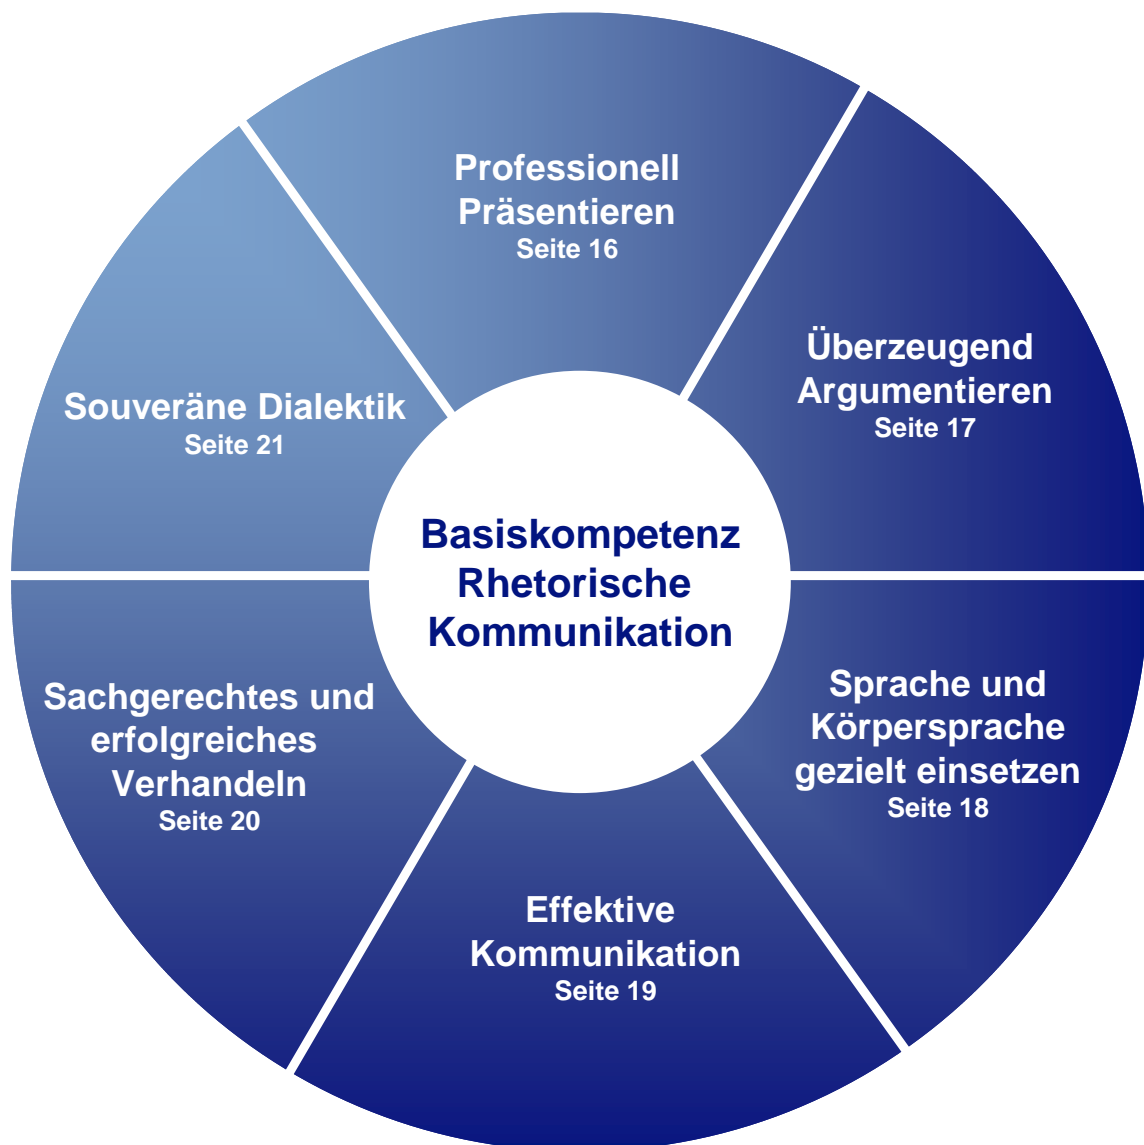 Professionell
Präsentieren
Seite 16
Überzeugend
Argumentieren
Seite 17
Sprache und
Körpersprache
gezielt einsetzen
Seite 18
Effektive
Kommunikation
Seite 19
Sachgerechtes und
erfolgreiches
Verhandeln
Seite 20
Souveräne Dialektik
Seite 21
Basiskompetenz
Rhetorische
Kommunikation